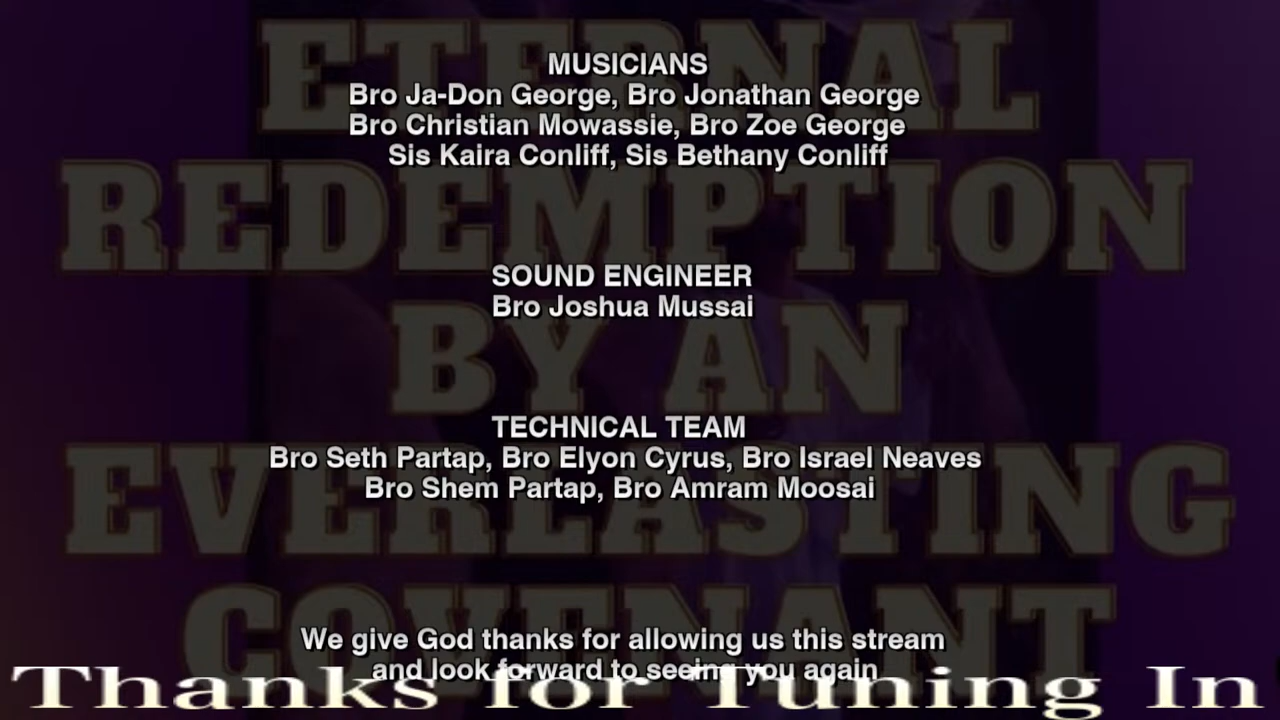 ETERNAL
REDEMPTION
BY AN
EVERLASTING
COVENANT
MUSICIANS
Bro Ja-Don George, Bro Jonathan George
Bro Christian Mowassie, Bro Zoe George
Sis Kaira Conliff, Sis Bethany Conliff
SOUND ENGINEER
Bro Joshua Mussai
TECHNICAL TEAM
Bro Seth Partap, Bro Elyon Cyrus, Bro Israel Neaves
Bro Shem Partap, Bro Amram Moosai
We give God thanks for allowing us this stream
and look forward to seeing you again
Thanks for Tuning In